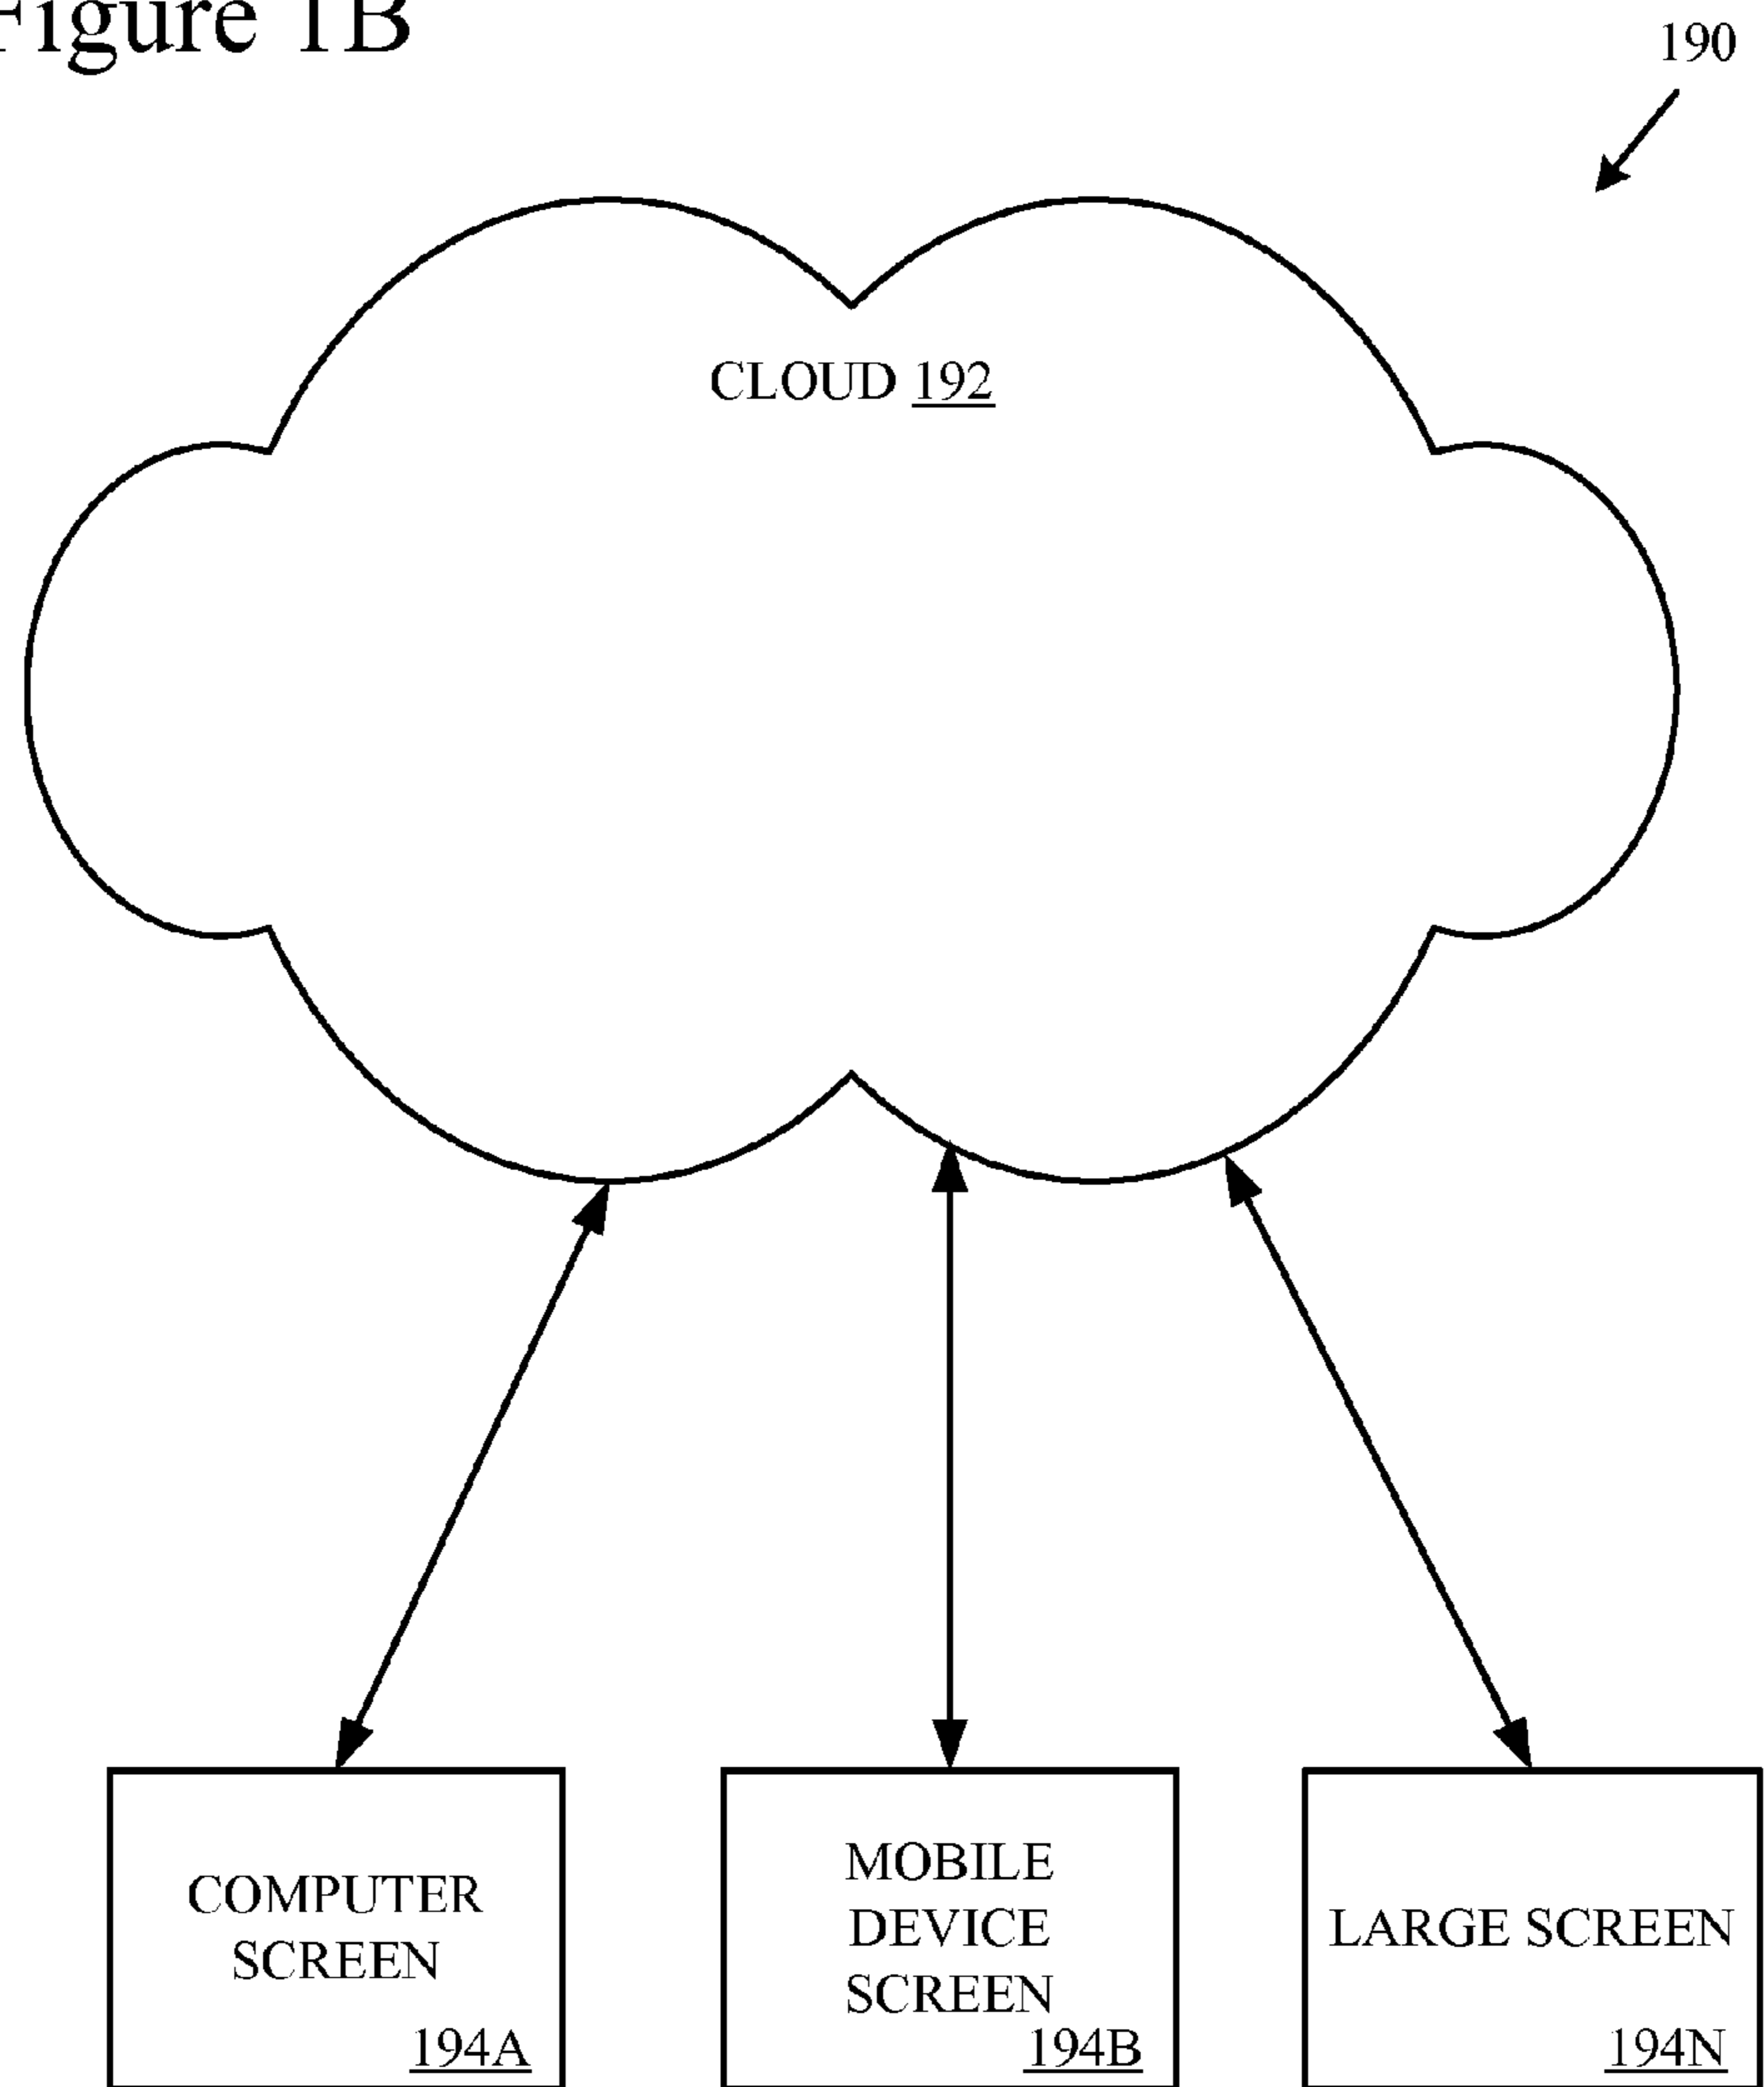 Figure 1B
190
CLOUD 192
COMPUTER
SCREEN
194A
MOBILE
DEVICE
SCREEN
194B
LARGE SCREEN
194N